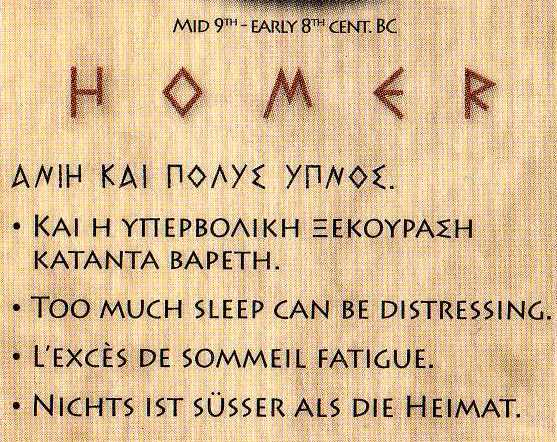 MID 9TH - EARLY 8TH CENT. BC
HOMER
ΑΝΙΗ ΚΑΙ ΠΟΛΥΣ ΥΠΝΟΣ.
• ΚΑΙ Η ΥΠΕΡΒΟΛΙΚΗ ΞΕΚΟΥΡΑΣΗ
ΚΑΤΑΝΤΑ ΒΑΡΕΤΗ.
• TOO MUCH SLEEP CAN BE DISTRESSING.
• L'EXCÈS DE SOMMEIL FATIGUE.
• NICHTS IST SÜSSER ALS DIE HEIMAT.